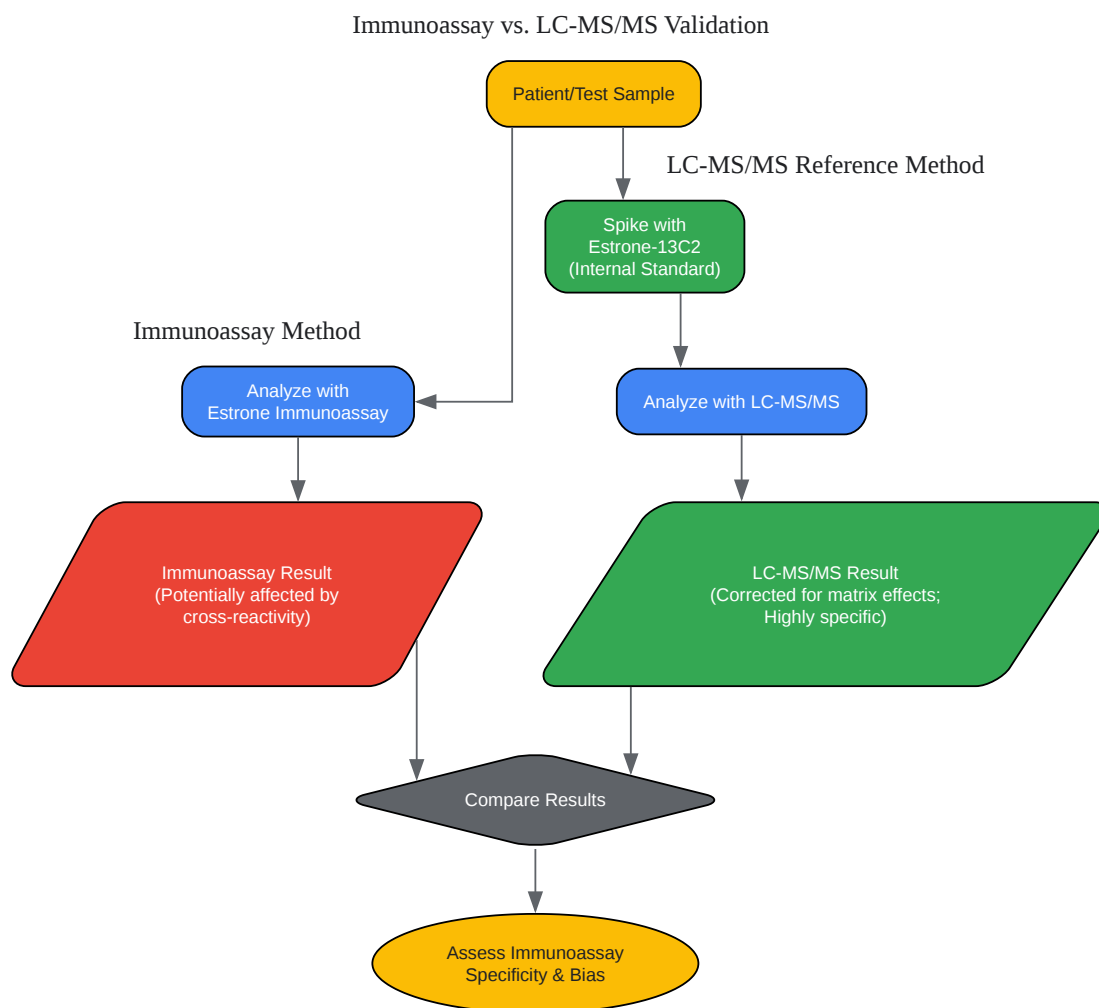 Immunoassay vs. LC-MS/MS Validation
Patient/Test Sample
LC-MS/MS Reference Method
Spike with
Estrone-13C2
(Internal Standard)
Immunoassay Method
Analyze with
Estrone Immunoassay
Analyze with LC-MS/MS
Immunoassay Result
(Potentially affected by
cross-reactivity)
LC-MS/MS Result
(Corrected for matrix effects;
Highly specific)
Compare Results
Assess Immunoassay
Specificity & Bias